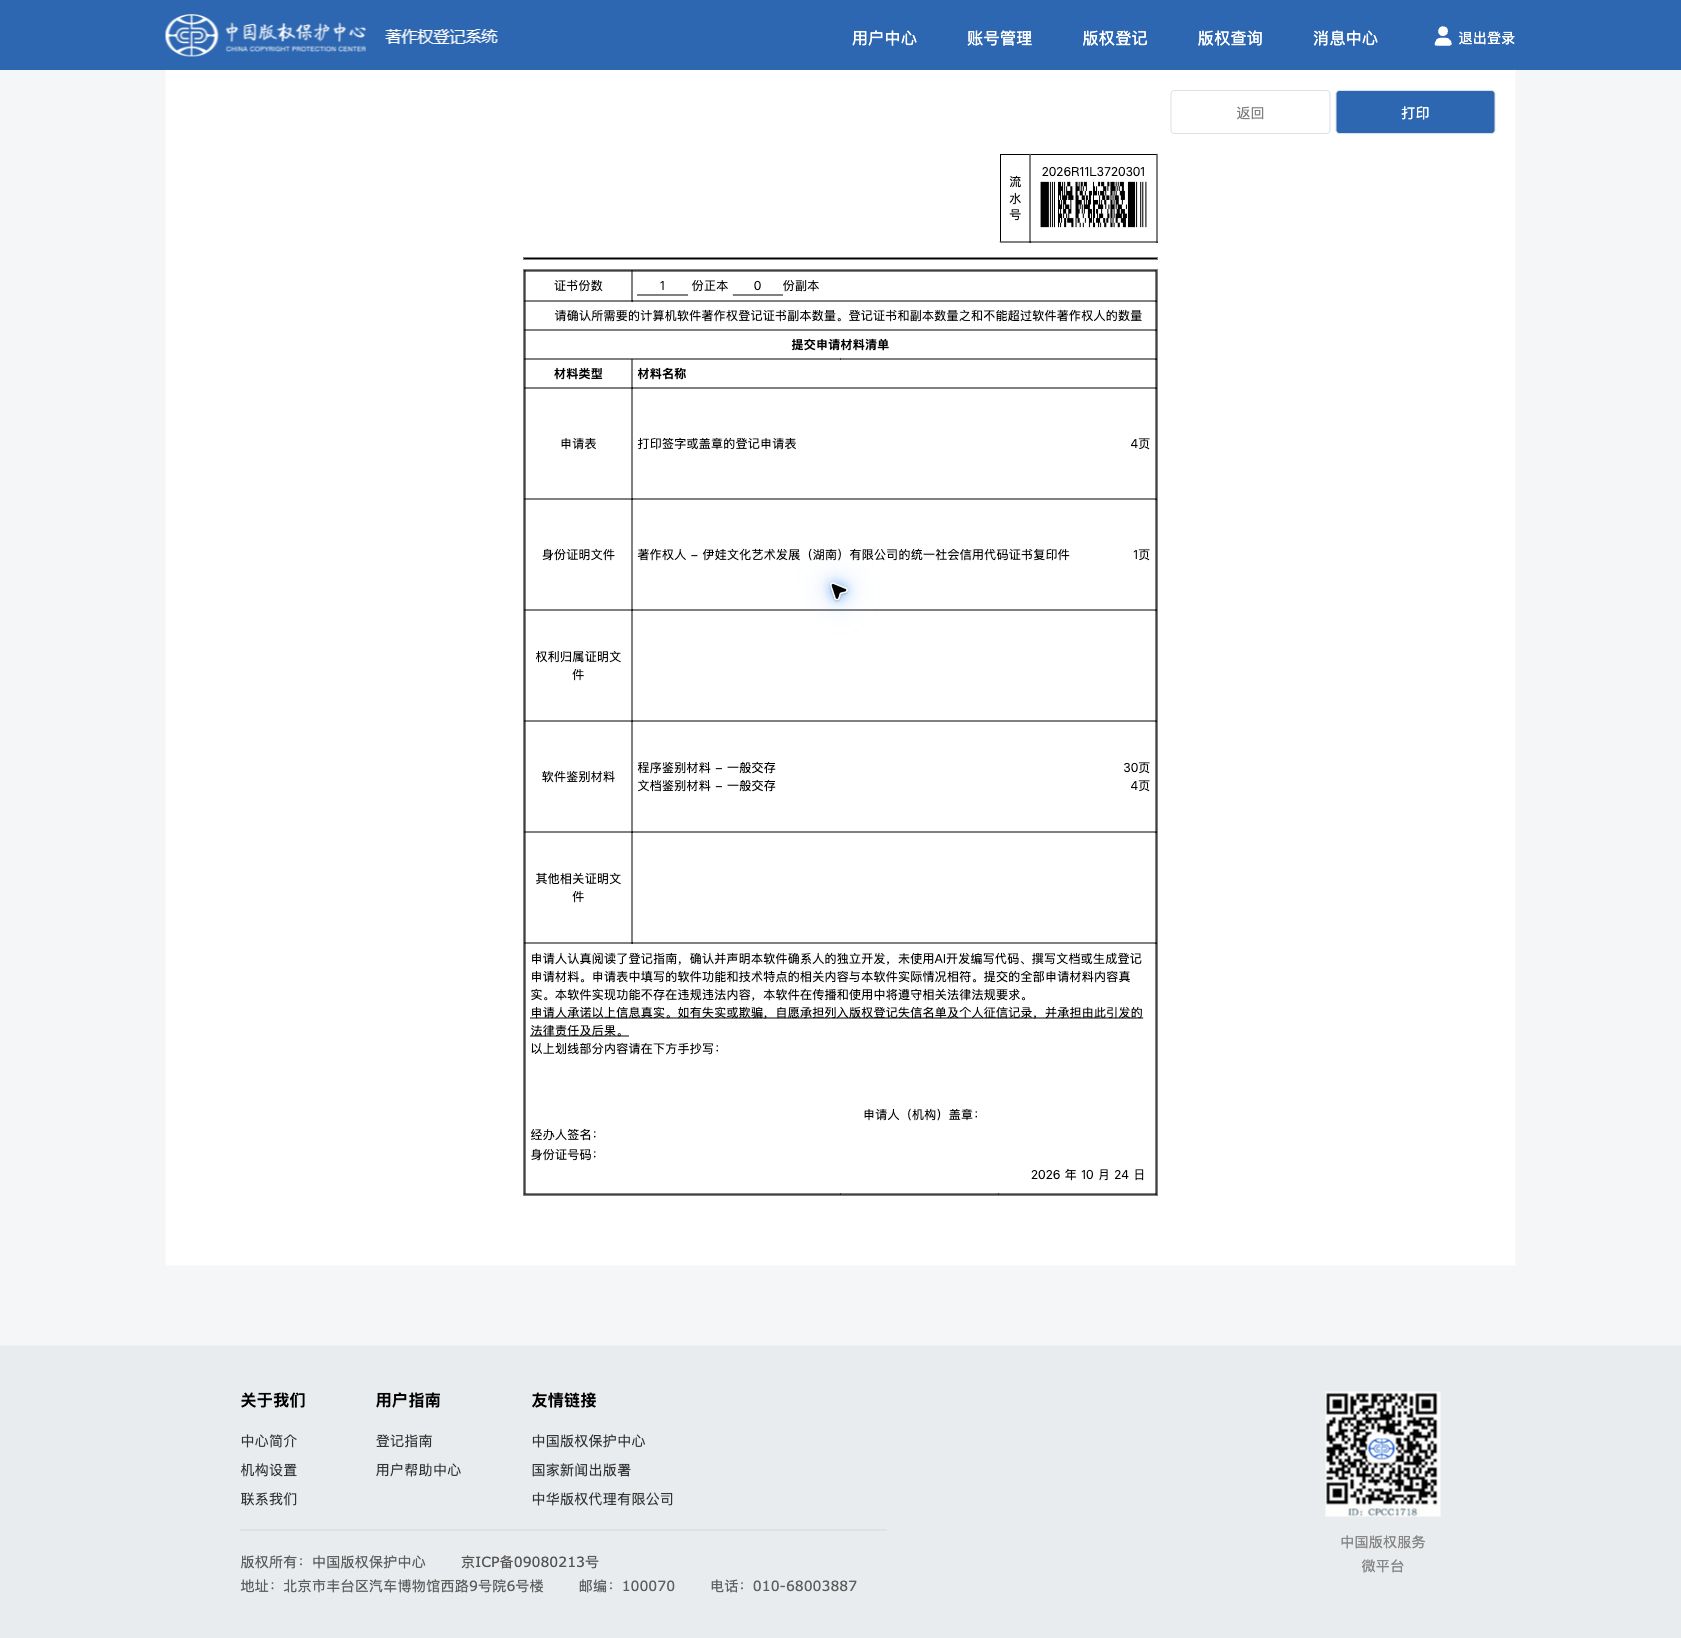 中国版权保护中心 著作权登记系统 用户中心 账号管理 版权登记 版权查询 消息中心 退出登录
CHINA COPYRIGHT PROTECTION CENTER
返回 打印
流水号 2026R11L3720301
证书份数 1 份正本 0 份副本
请确认所需要的计算机软件著作权登记证书副本数量。登记证书和副本数量之和不能超过软件著作权人的数量
提交申请材料清单
材料类型 材料名称
申请表 打印签字或盖章的登记申请表 4页
身份证明文件 著作权人 – 伊娃文化艺术发展（湖南）有限公司的统一社会信用代码证书复印件 1页
权利归属证明文
件
软件鉴别材料
程序鉴别材料 – 一般交存 30页
文档鉴别材料 – 一般交存 4页
其他相关证明文
件
申请人认真阅读了登记指南，确认并声明本软件确系人的独立开发，未使用AI开发编写代码、撰写文档或生成登记
申请材料。申请表中填写的软件功能和技术特点的相关内容与本软件实际情况相符。提交的全部申请材料内容真
实。本软件实现功能不存在违规违法内容，本软件在传播和使用中将遵守相关法律法规要求。
申请人承诺以上信息真实。如有失实或欺骗，自愿承担列入版权登记失信名单及个人征信记录，并承担由此引发的
法律责任及后果。
以上划线部分内容请在下方手抄写：
申请人（机构）盖章：
经办人签名：
身份证号码：
2026 年 10 月 24 日
关于我们 用户指南 友情链接
中心简介 登记指南 中国版权保护中心
机构设置 用户帮助中心 国家新闻出版署
联系我们 中华版权代理有限公司
ID: CPCC1718
中国版权服务
微平台
版权所有：中国版权保护中心 京ICP备09080213号
地址：北京市丰台区汽车博物馆西路9号院6号楼 邮编：100070 电话：010-68003887